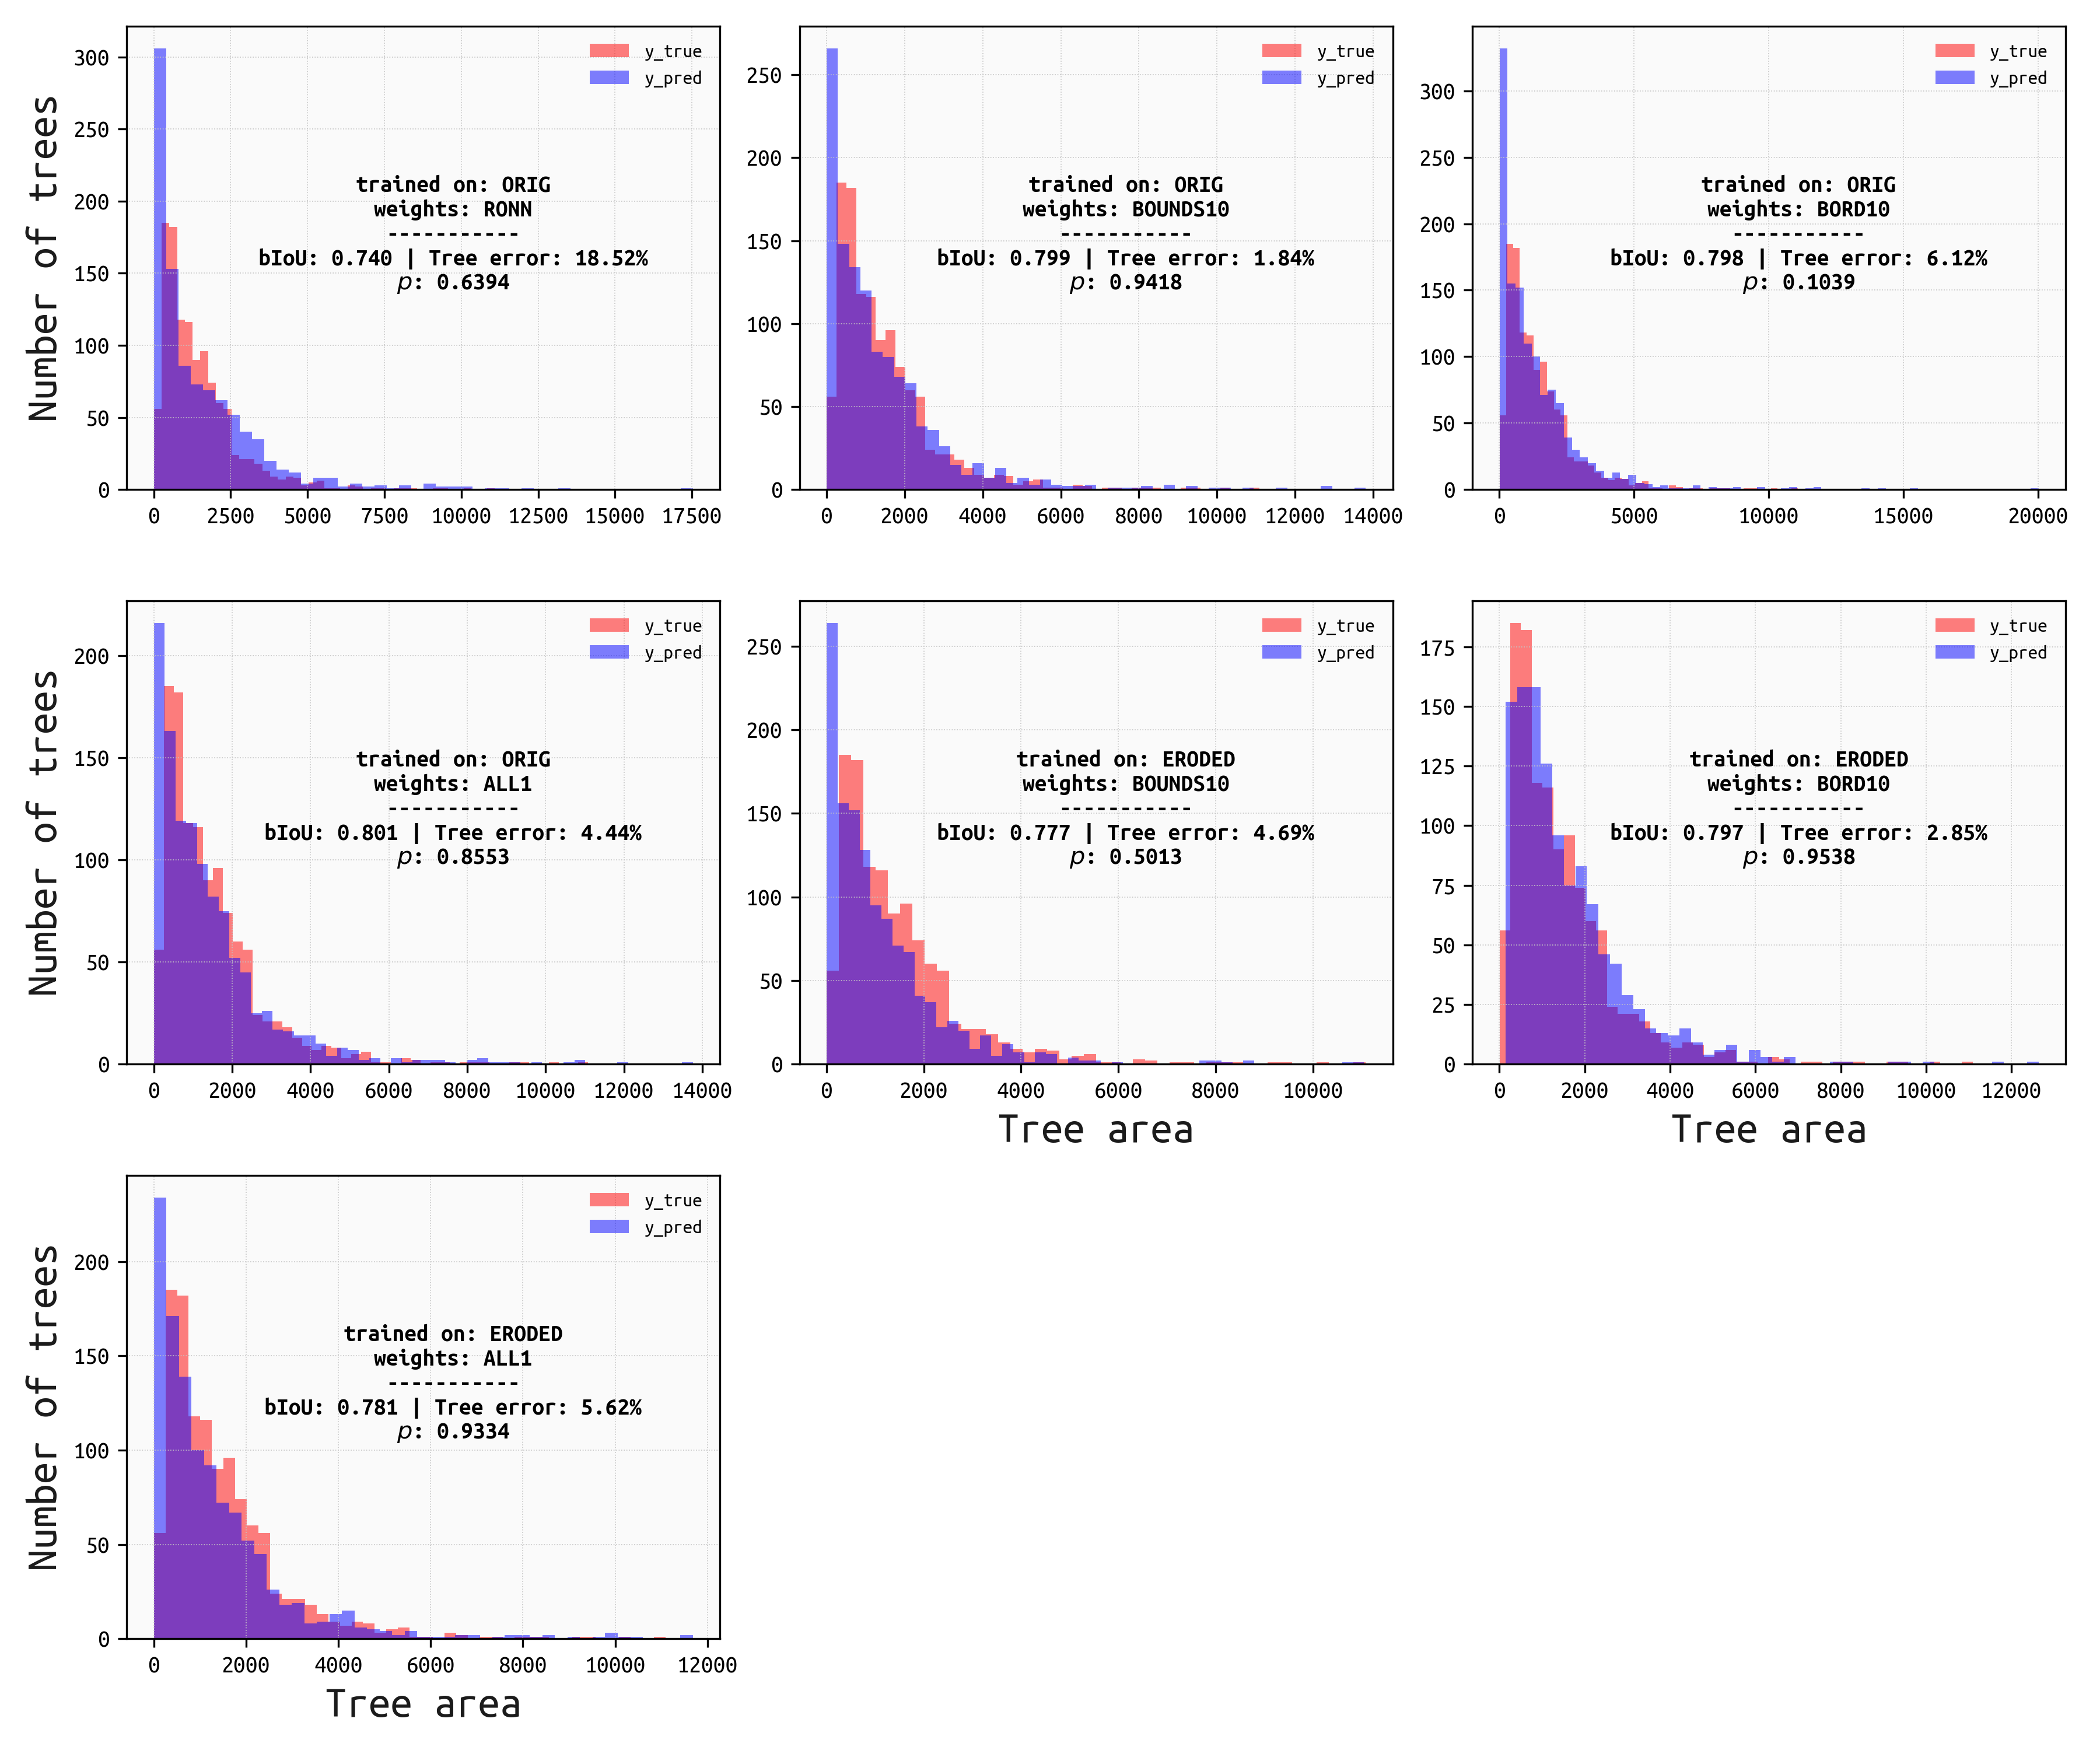 Number of trees
300
250
200
150
100
50
0
y_true
y_pred
trained on: ORIG
weights: RONN
-----------
bIoU: 0.740 | Tree error: 18.52%
p: 0.6394
0 2500 5000 7500 10000 12500 15000 17500
250
200
150
100
50
0
y_true
y_pred
trained on: ORIG
weights: BOUNDS10
-----------
bIoU: 0.799 | Tree error: 1.84%
p: 0.9418
0 2000 4000 6000 8000 10000 12000 14000
300
250
200
150
100
50
0
y_true
y_pred
trained on: ORIG
weights: BORD10
-----------
bIoU: 0.798 | Tree error: 6.12%
p: 0.1039
0 5000 10000 15000 20000
Number of trees
200
150
100
50
0
y_true
y_pred
trained on: ORIG
weights: ALL1
-----------
bIoU: 0.801 | Tree error: 4.44%
p: 0.8553
0 2000 4000 6000 8000 10000 12000 14000
250
200
150
100
50
0
y_true
y_pred
trained on: ERODED
weights: BOUNDS10
-----------
bIoU: 0.777 | Tree error: 4.69%
p: 0.5013
0 2000 4000 6000 8000 10000
Tree area
175
150
125
100
75
50
25
0
y_true
y_pred
trained on: ERODED
weights: BORD10
-----------
bIoU: 0.797 | Tree error: 2.85%
p: 0.9538
0 2000 4000 6000 8000 10000 12000
Tree area
Number of trees
200
150
100
50
0
y_true
y_pred
trained on: ERODED
weights: ALL1
-----------
bIoU: 0.781 | Tree error: 5.62%
p: 0.9334
0 2000 4000 6000 8000 10000 12000
Tree area